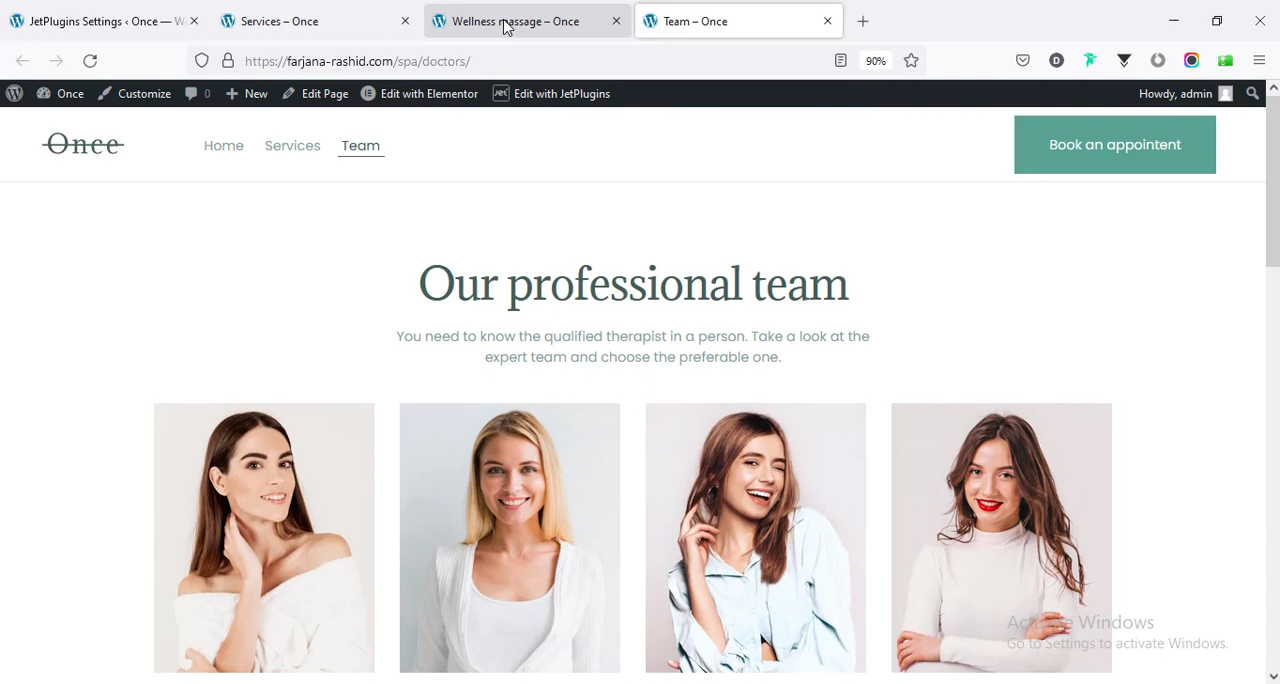 JetPlugins Settings ‹ Once — W
Services – Once
Wellness massage – Once
Team – Once
https://farjana-rashid.com/spa/doctors/
90%
Once
Customize
0
New
Edit Page
Edit with Elementor
Jet
Edit with JetPlugins
Howdy, admin
Once
Home
Services
Team
Book an appointent
Our professional team
You need to know the qualified therapist in a person. Take a look at the
expert team and choose the preferable one.
Activate Windows
Go to Settings to activate Windows.